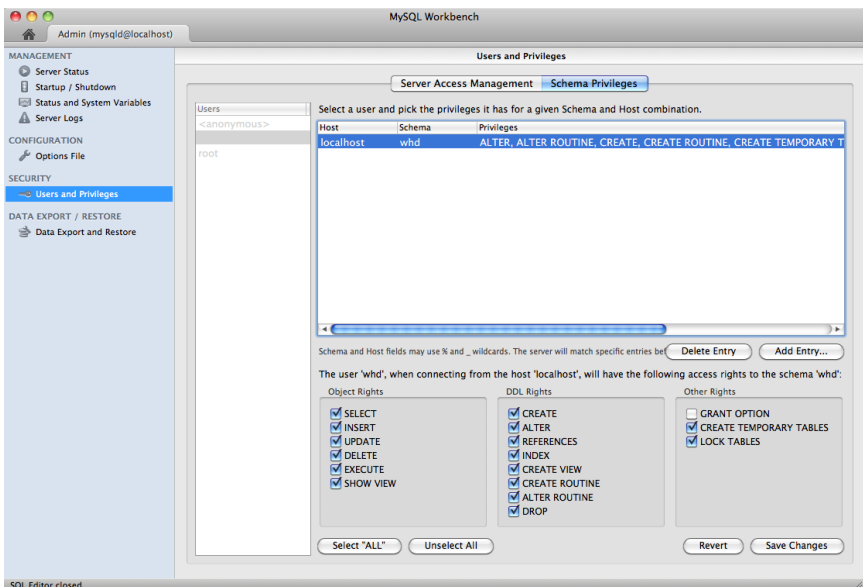 MySQL Workbench
Admin (mysqld@localhost)
MANAGEMENT
Server Status
Startup / Shutdown
Status and System Variables
Server Logs
CONFIGURATION
Options File
SECURITY
Users and Privileges
DATA EXPORT / RESTORE
Data Export and Restore
Users and Privileges
Server Access Management
Schema Privileges
Users
<anonymous>
root
Select a user and pick the privileges it has for a given Schema and Host combination.
Host Schema Privileges
localhost whd ALTER, ALTER ROUTINE, CREATE, CREATE ROUTINE, CREATE TEMPORARY T
Schema and Host fields may use % and _ wildcards. The server will match specific entries bef
Delete Entry
Add Entry...
The user 'whd', when connecting from the host 'localhost', will have the following access rights to the schema 'whd':
Object Rights
SELECT
INSERT
UPDATE
DELETE
EXECUTE
SHOW VIEW
DDL Rights
CREATE
ALTER
REFERENCES
INDEX
CREATE VIEW
CREATE ROUTINE
ALTER ROUTINE
DROP
Other Rights
GRANT OPTION
CREATE TEMPORARY TABLES
LOCK TABLES
Select "ALL"
Unselect All
Revert
Save Changes
SQL Editor closed